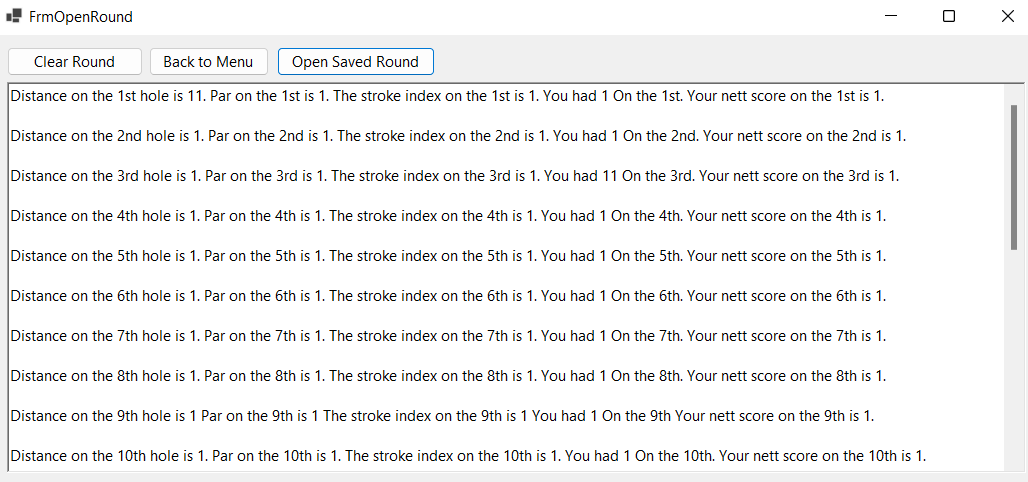 FrmOpenRound
Clear Round Back to Menu Open Saved Round
Distance on the 1st hole is 11. Par on the 1st is 1. The stroke index on the 1st is 1. You had 1 On the 1st. Your nett score on the 1st is 1.
Distance on the 2nd hole is 1. Par on the 2nd is 1. The stroke index on the 2nd is 1. You had 1 On the 2nd. Your nett score on the 2nd is 1.
Distance on the 3rd hole is 1. Par on the 3rd is 1. The stroke index on the 3rd is 1. You had 11 On the 3rd. Your nett score on the 3rd is 1.
Distance on the 4th hole is 1. Par on the 4th is 1. The stroke index on the 4th is 1. You had 1 On the 4th. Your nett score on the 4th is 1.
Distance on the 5th hole is 1. Par on the 5th is 1. The stroke index on the 5th is 1. You had 1 On the 5th. Your nett score on the 5th is 1.
Distance on the 6th hole is 1. Par on the 6th is 1. The stroke index on the 6th is 1. You had 1 On the 6th. Your nett score on the 6th is 1.
Distance on the 7th hole is 1. Par on the 7th is 1. The stroke index on the 7th is 1. You had 1 On the 7th. Your nett score on the 7th is 1.
Distance on the 8th hole is 1. Par on the 8th is 1. The stroke index on the 8th is 1. You had 1 On the 8th. Your nett score on the 8th is 1.
Distance on the 9th hole is 1 Par on the 9th is 1 The stroke index on the 9th is 1 You had 1 On the 9th Your nett score on the 9th is 1.
Distance on the 10th hole is 1. Par on the 10th is 1. The stroke index on the 10th is 1. You had 1 On the 10th. Your nett score on the 10th is 1.